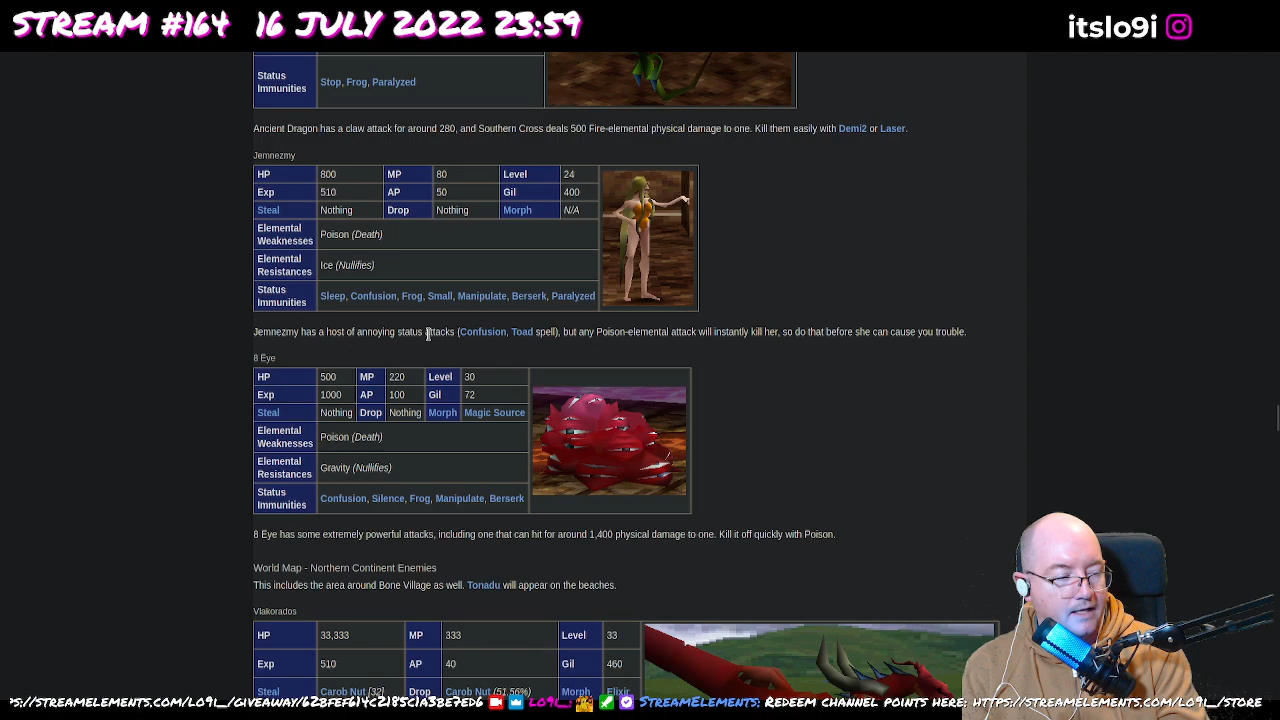 STREAM #164 16 JULY 2022 23:59
itslo9i
Status Immunities Stop, Frog, Paralyzed
Ancient Dragon has a claw attack for around 280, and Southern Cross deals 500 Fire-elemental physical damage to one. Kill them easily with Demi2 or Laser.
Jemnezmy
HP 800 MP 80 Level 24
Exp 510 AP 50 Gil 400
Steal Nothing Drop Nothing Morph N/A
Elemental Weaknesses Poison (Death)
Elemental Resistances Ice (Nullifies)
Status Immunities Sleep, Confusion, Frog, Small, Manipulate, Berserk, Paralyzed
Jemnezmy has a host of annoying status attacks (Confusion, Toad spell), but any Poison-elemental attack will instantly kill her, so do that before she can cause you trouble.
8 Eye
HP 500 MP 220 Level 30
Exp 1000 AP 100 Gil 72
Steal Nothing Drop Nothing Morph Magic Source
Elemental Weaknesses Poison (Death)
Elemental Resistances Gravity (Nullifies)
Status Immunities Confusion, Silence, Frog, Manipulate, Berserk
8 Eye has some extremely powerful attacks, including one that can hit for around 1,400 physical damage to one. Kill it off quickly with Poison.
World Map - Northern Continent Enemies
This includes the area around Bone Village as well. Tonadu will appear on the beaches.
Vlakorados
HP 33,333 MP 333 Level 33
Exp 510 AP 40 Gil 460
Steal Carob Nut (32) Drop Carob Nut (51.56%) Morph Elixir
LO9I_: STREAMELEMENTS: REDEEM CHANNEL POINTS HERE: HTTPS://STREAMELEMENTS.COM/LO9I_/STORE